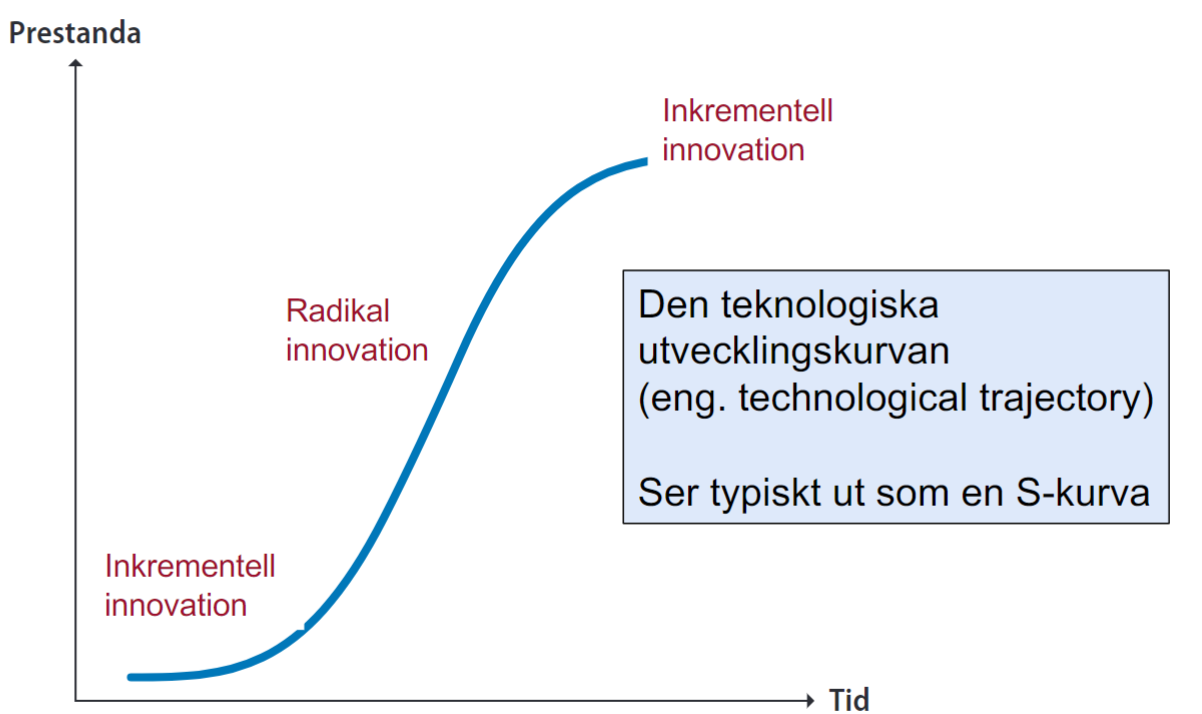 Prestanda
Inkrementell
innovation
Radikal
innovation
Den teknologiska
utvecklingskurvan
(eng. technological trajectory)
Ser typiskt ut som en S-kurva
Inkrementell
innovation
Tid